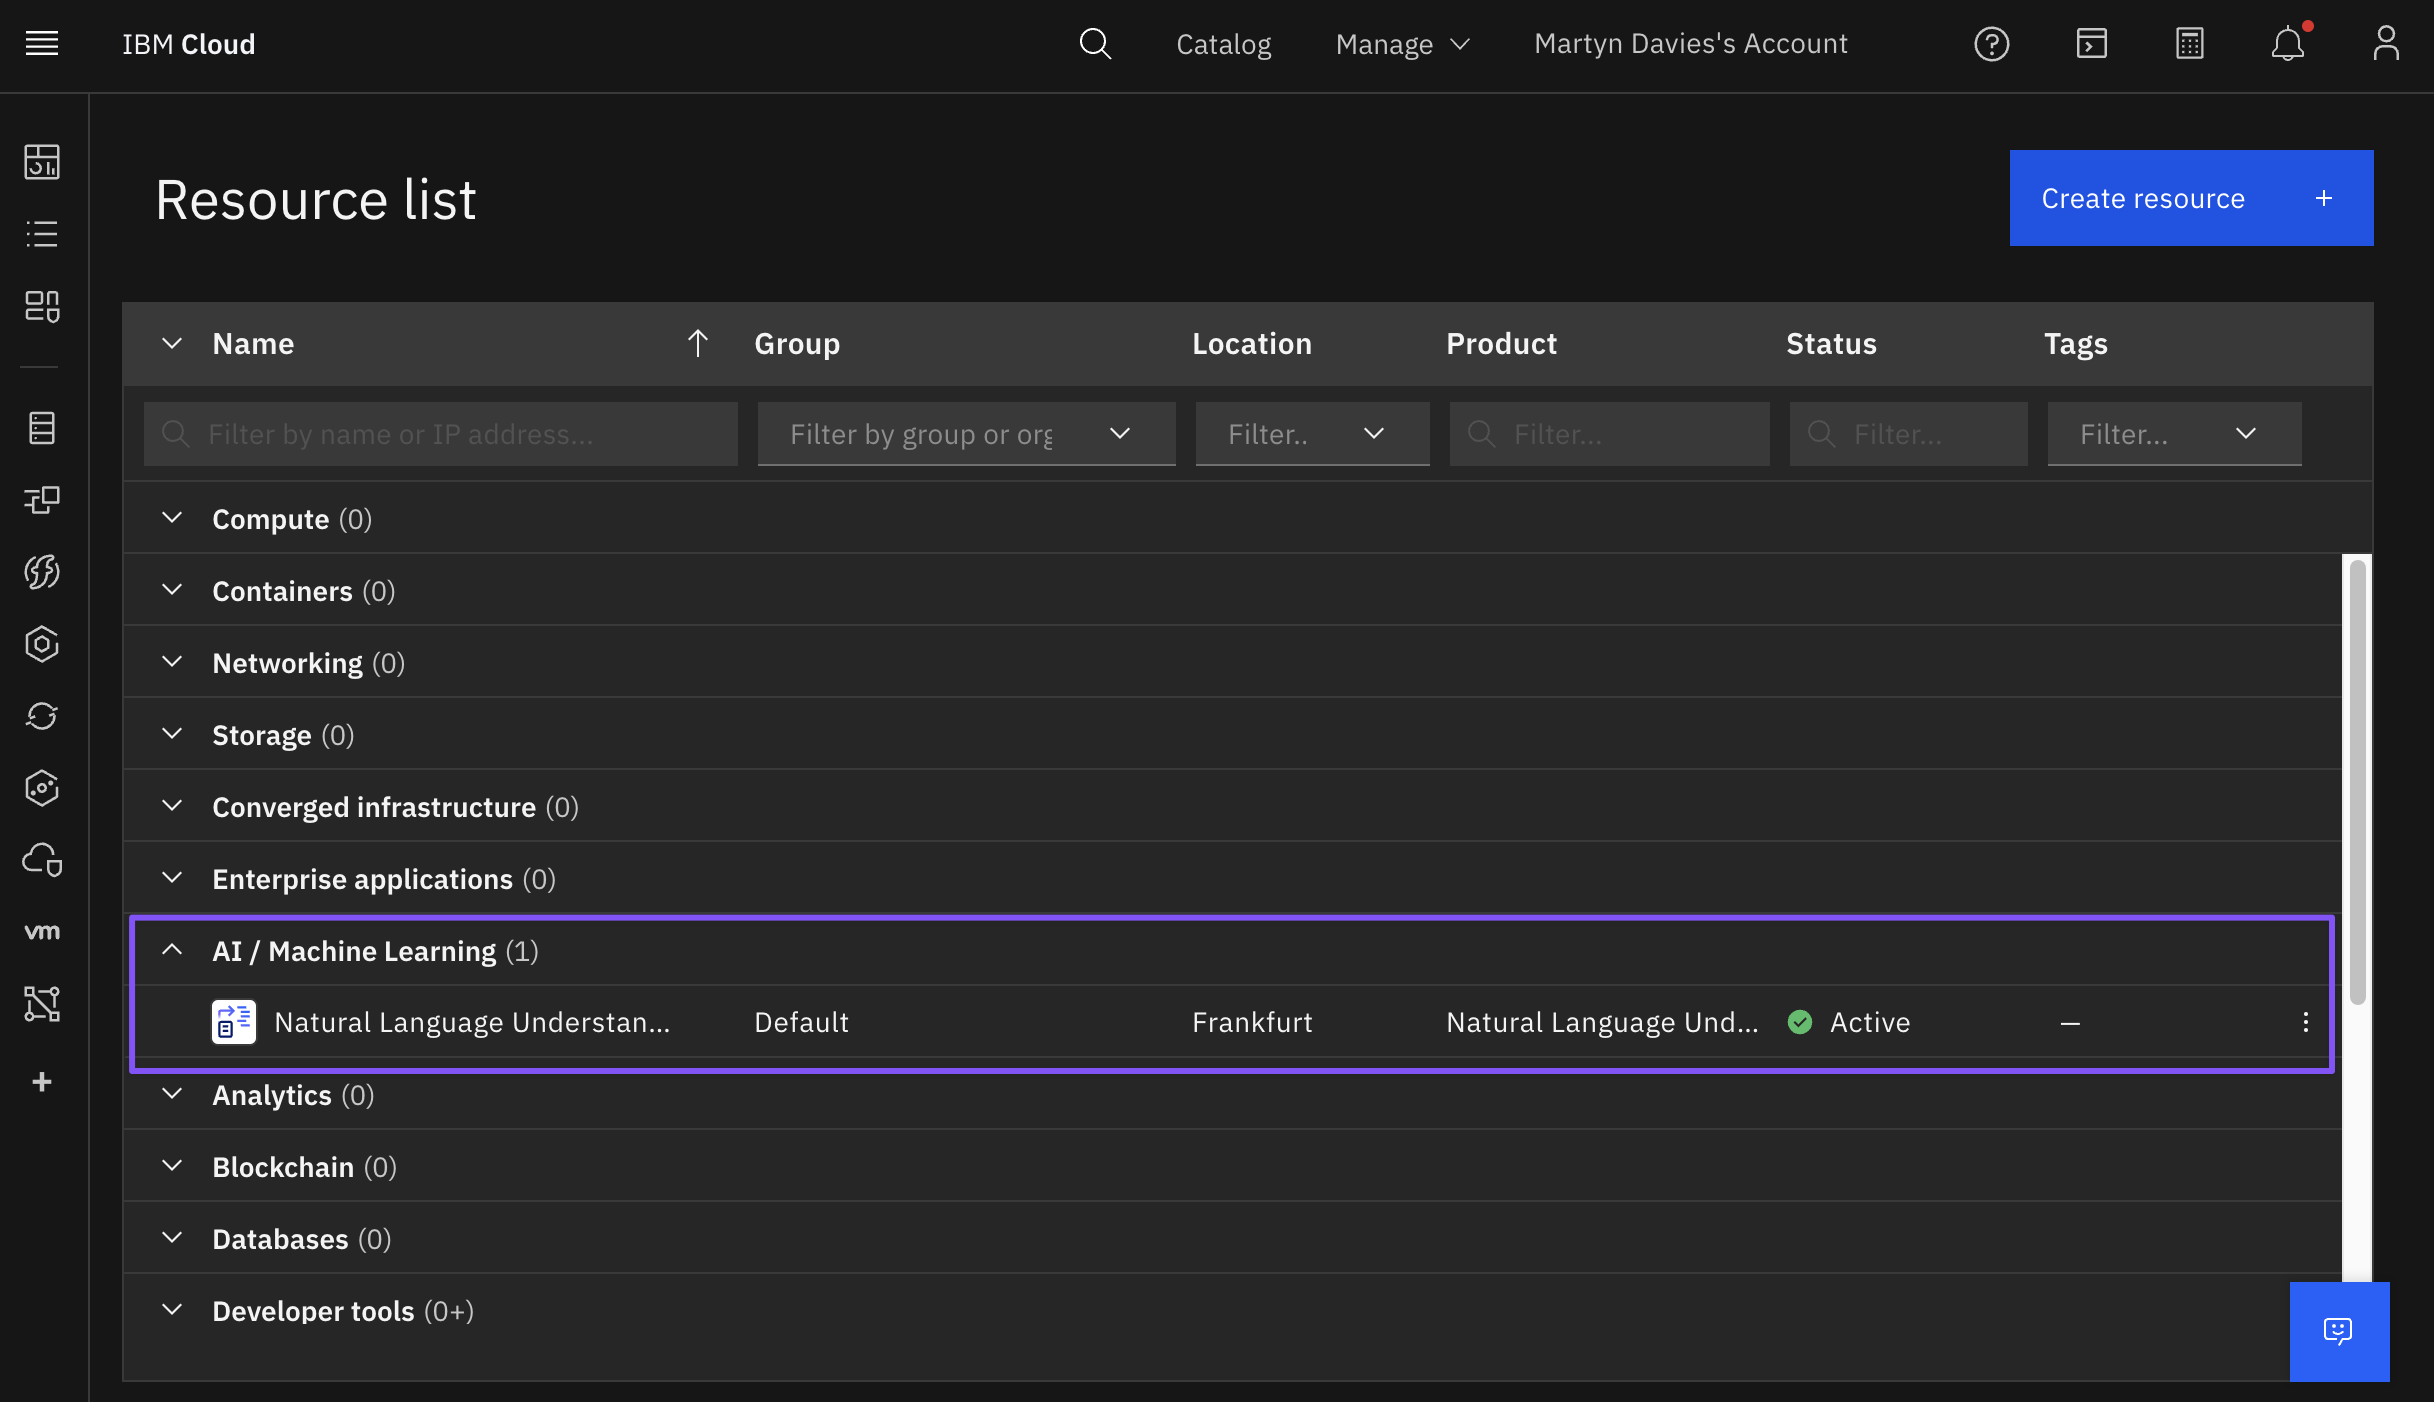 IBM Cloud
Catalog
Manage
Martyn Davies's Account
Resource list
Create resource +
Name Group Location Product Status Tags
Filter by name or IP address... Filter by group or org Filter.. Filter... Filter... Filter...
Compute (0)
Containers (0)
Networking (0)
Storage (0)
Converged infrastructure (0)
Enterprise applications (0)
AI / Machine Learning (1)
Natural Language Understan... Default Frankfurt Natural Language Und... Active —
Analytics (0)
Blockchain (0)
Databases (0)
Developer tools (0+)
vm